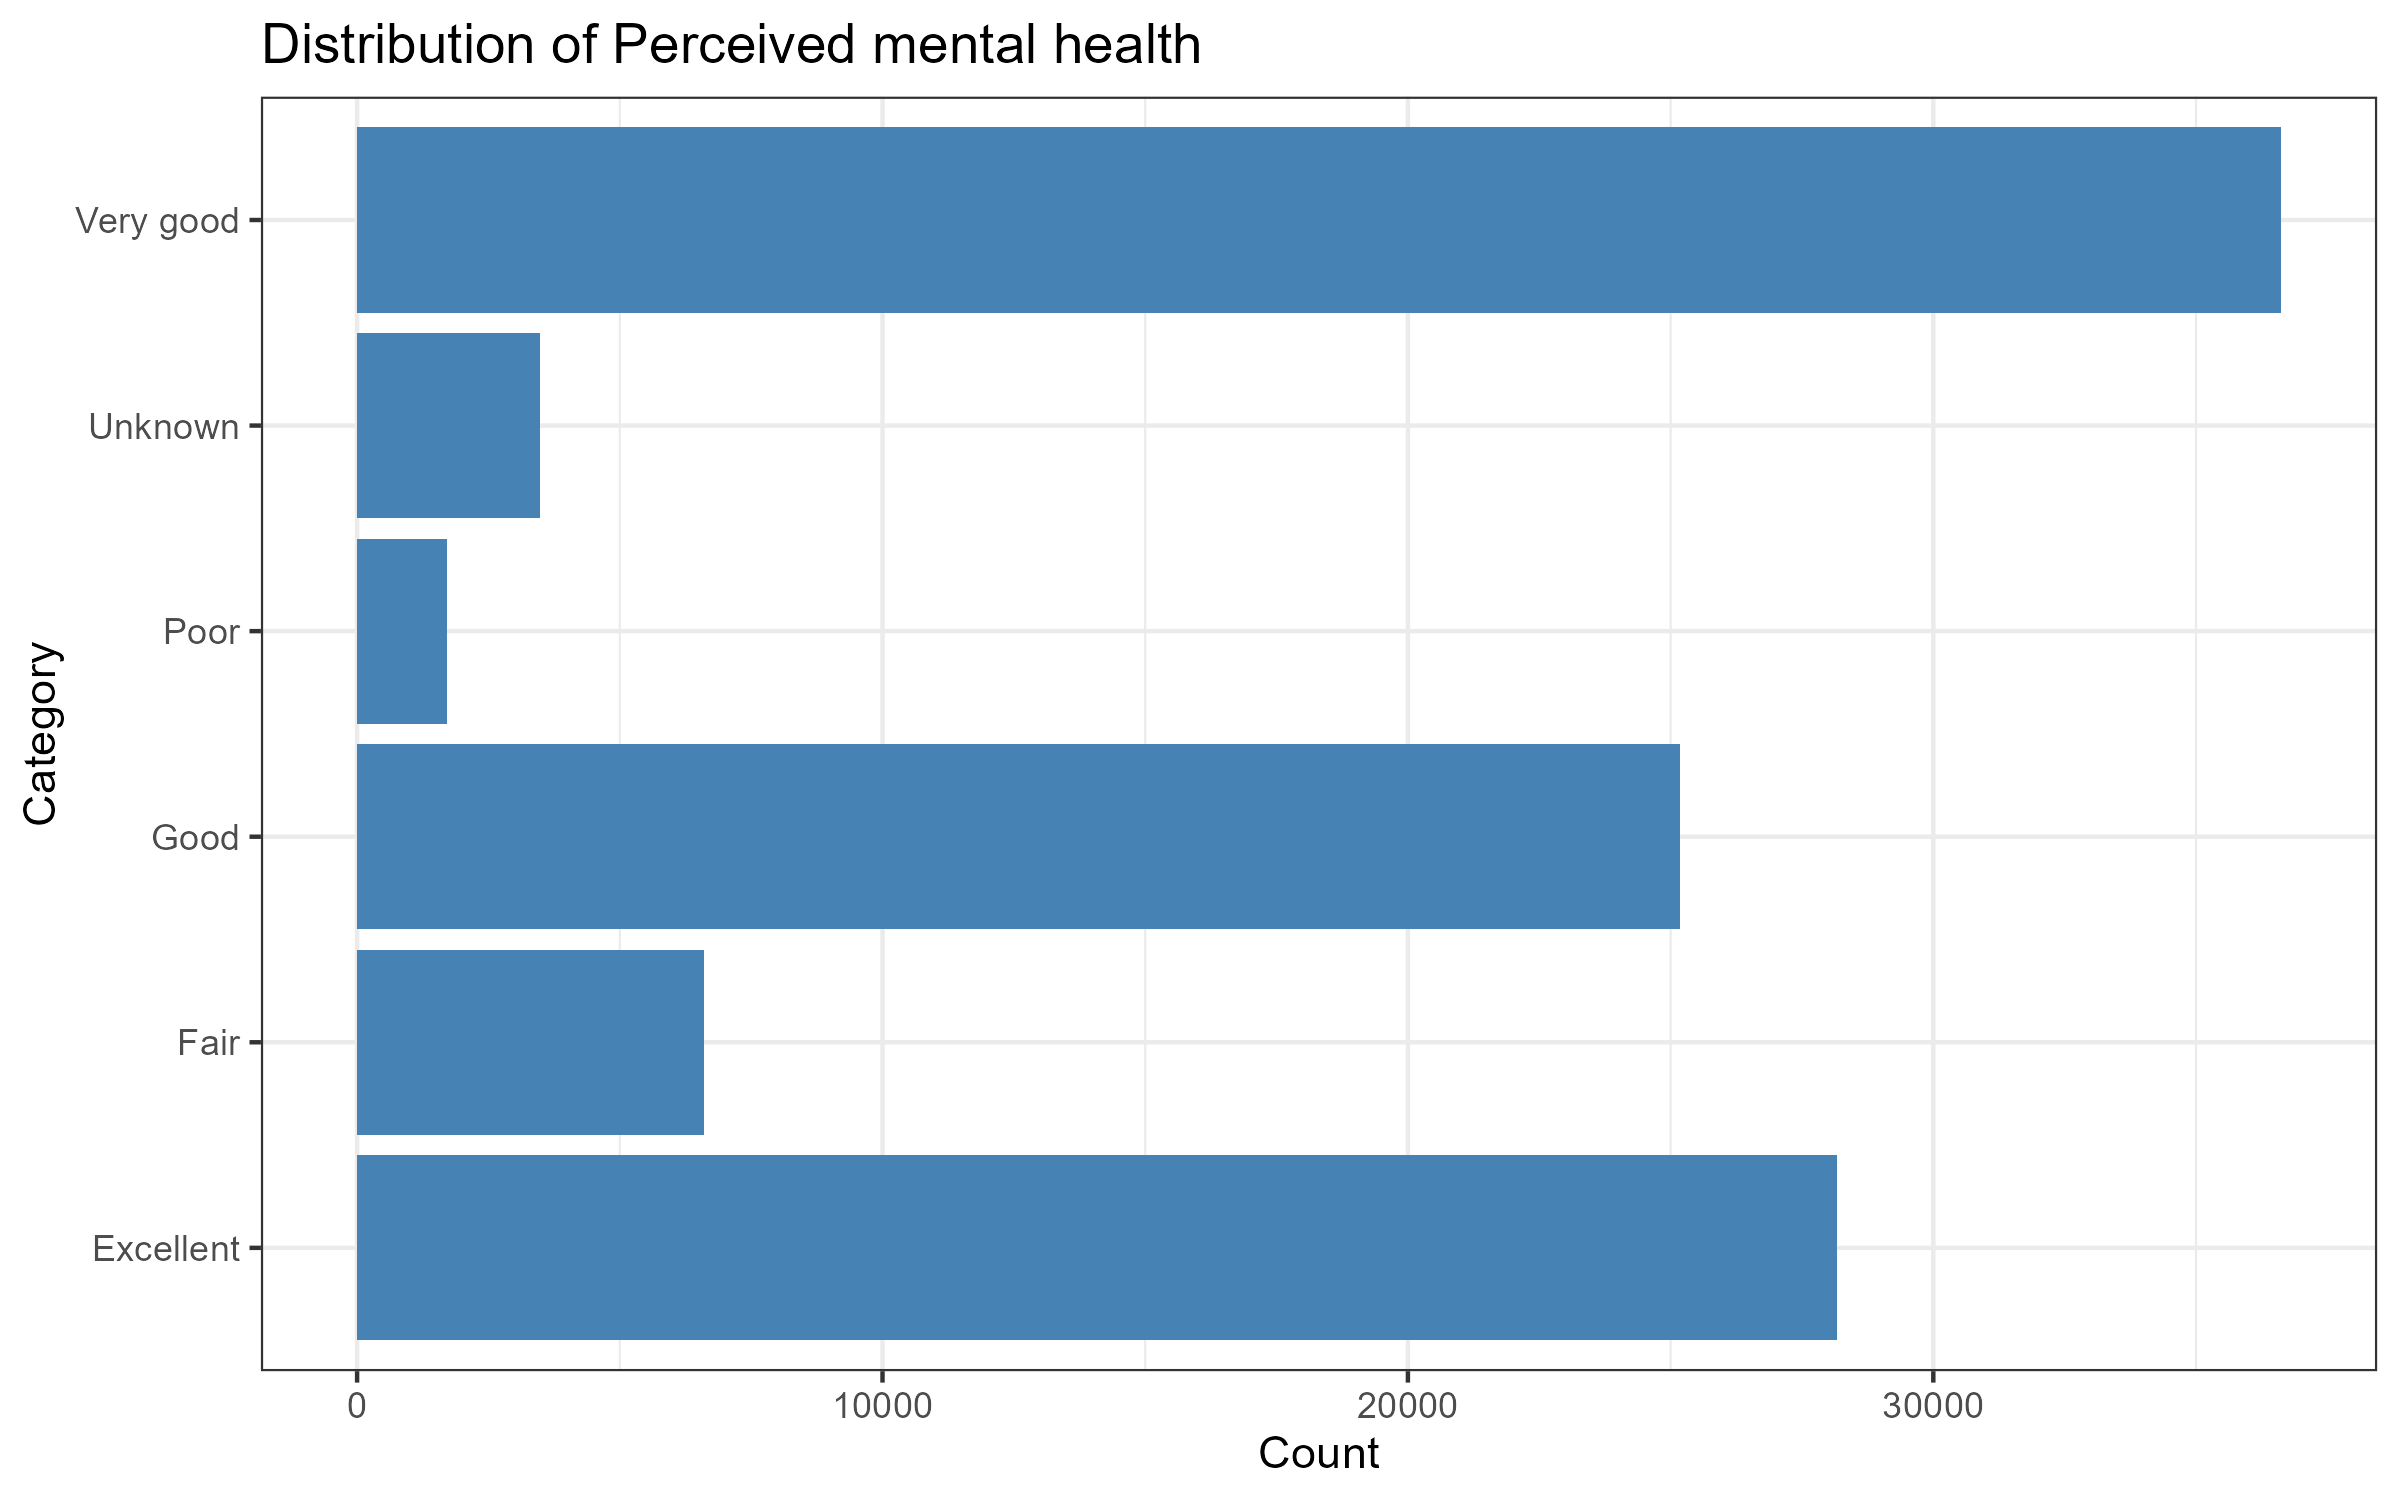 Distribution of Perceived mental health
Category
Very good
Unknown
Poor
Good
Fair
Excellent
0 10000 20000 30000
Count